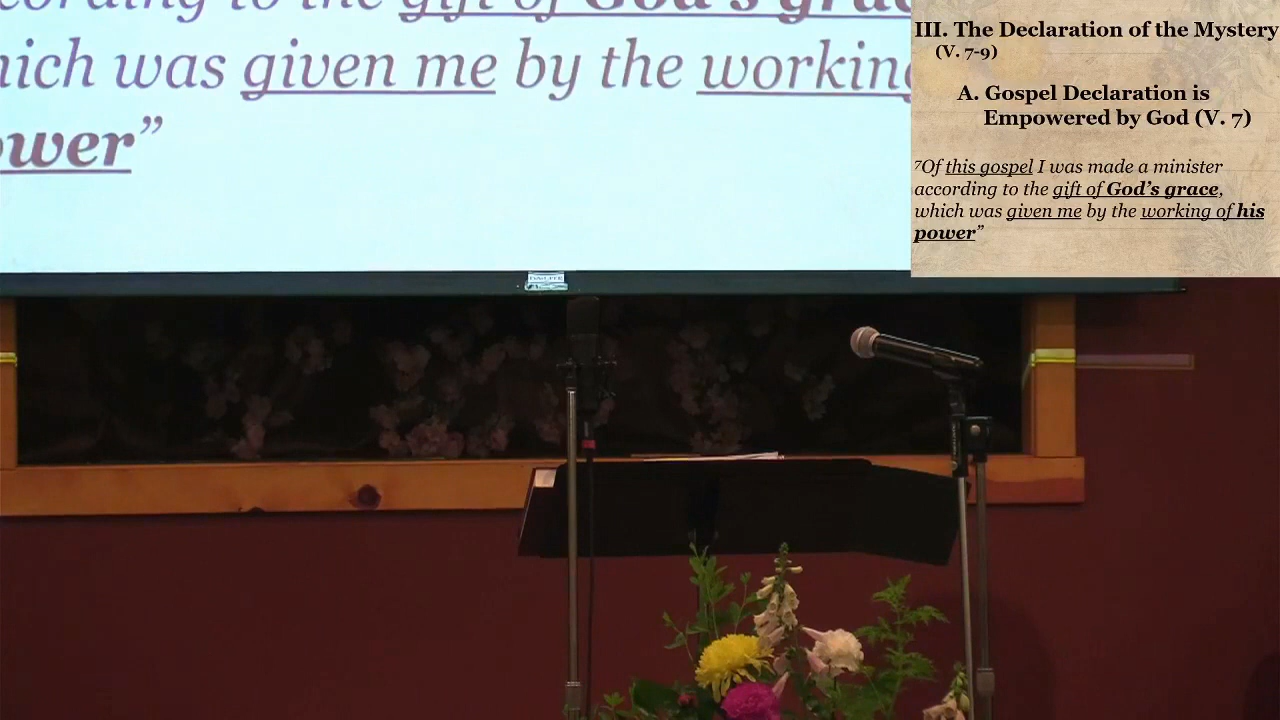 cording to the gift of God's grac
hich was given me by the working
ower”
III. The Declaration of the Mystery
(V. 7-9)
A. Gospel Declaration is
Empowered by God (V. 7)
⁷Of this gospel I was made a minister
according to the gift of God’s grace,
which was given me by the working of his
power”